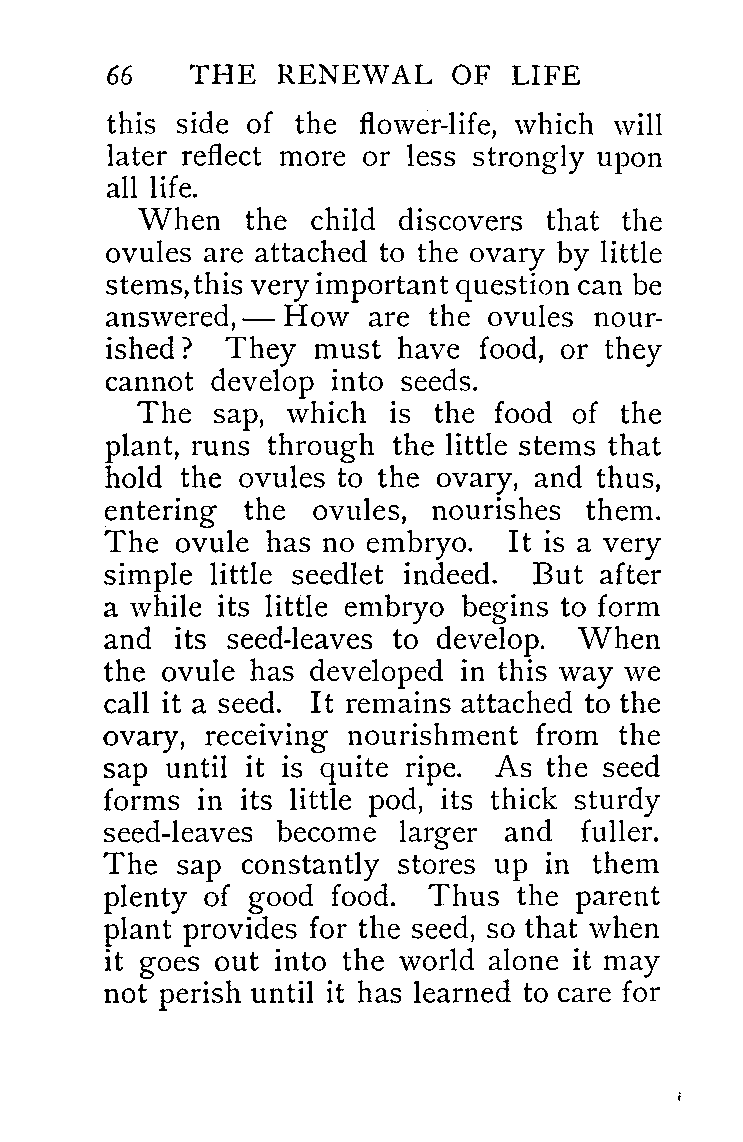 66 THE RENEWAL OF LIFE
this side of the flower-life, which will
later reflect more or less strongly upon
all life.
When the child discovers that the
ovules are attached to the ovary by little
stems, this very important question can be
answered, — How are the ovules nour-
ished? They must have food, or they
cannot develop into seeds.
The sap, which is the food of the
plant, runs through the little stems that
hold the ovules to the ovary, and thus,
entering the ovules, nourishes them.
The ovule has no embryo. It is a very
simple little seedlet indeed. But after
a while its little embryo begins to form
and its seed-leaves to develop. When
the ovule has developed in this way we
call it a seed. It remains attached to the
ovary, receiving nourishment from the
sap until it is quite ripe. As the seed
forms in its little pod, its thick sturdy
seed-leaves become larger and fuller.
The sap constantly stores up in them
plenty of good food. Thus the parent
plant provides for the seed, so that when
it goes out into the world alone it may
not perish until it has learned to care for